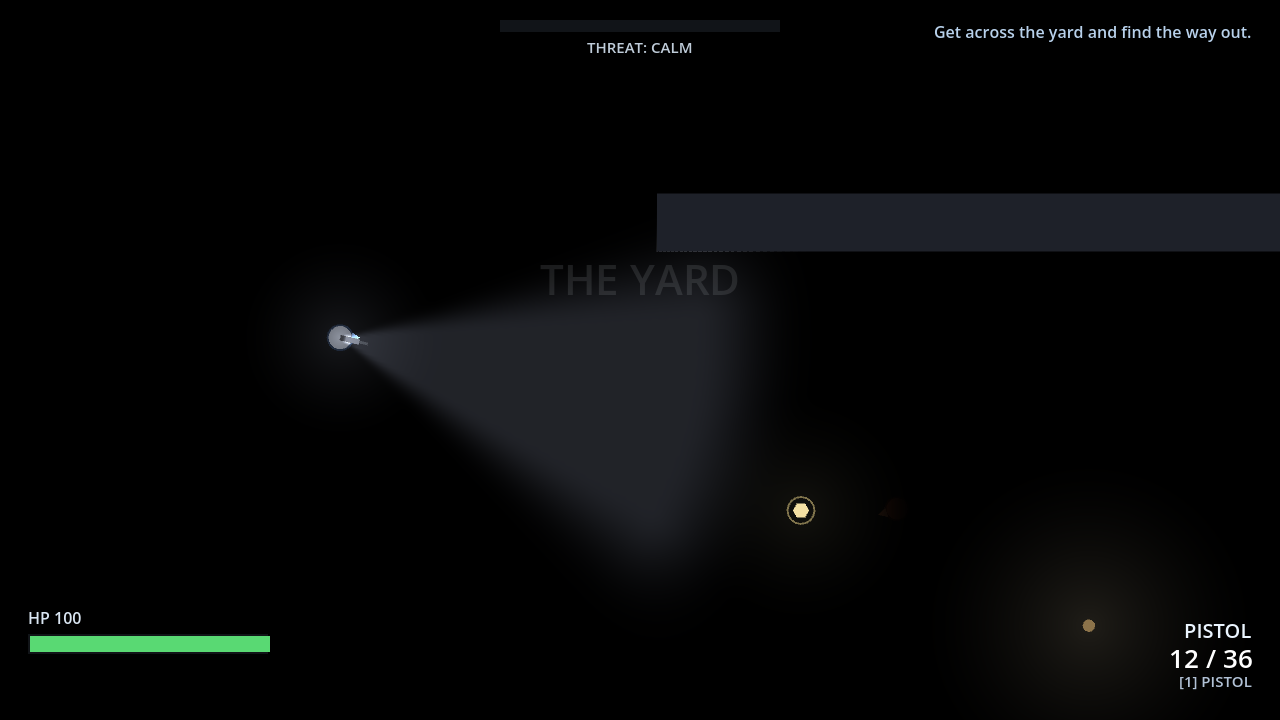 THREAT: CALM
Get across the yard and find the way out.
THE YARD
HP 100
PISTOL
12 / 36
[1] PISTOL